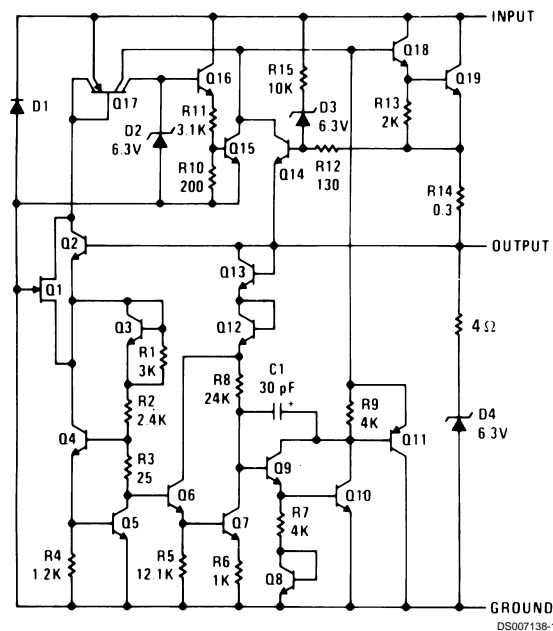 INPUT
Q18
Q19
R15
10K
Q16
Q17
D1
R11
3.1K
D2
6.3V
D3
6.3V
R13
2K
Q15
R10
200
Q14
R12
130
R14
0.3
Q2
OUTPUT
Q13
Q1
Q12
Q3
R1
3K
4Ω
C1
30 pF
+
R2
2.4K
R8
24K
R9
4K
D4
6.3V
Q11
Q4
R3
25
Q9
Q6
Q10
Q5
Q7
R7
4K
R4
1.2K
R5
12.1K
R6
1K
Q8
GROUND
DS007138-1